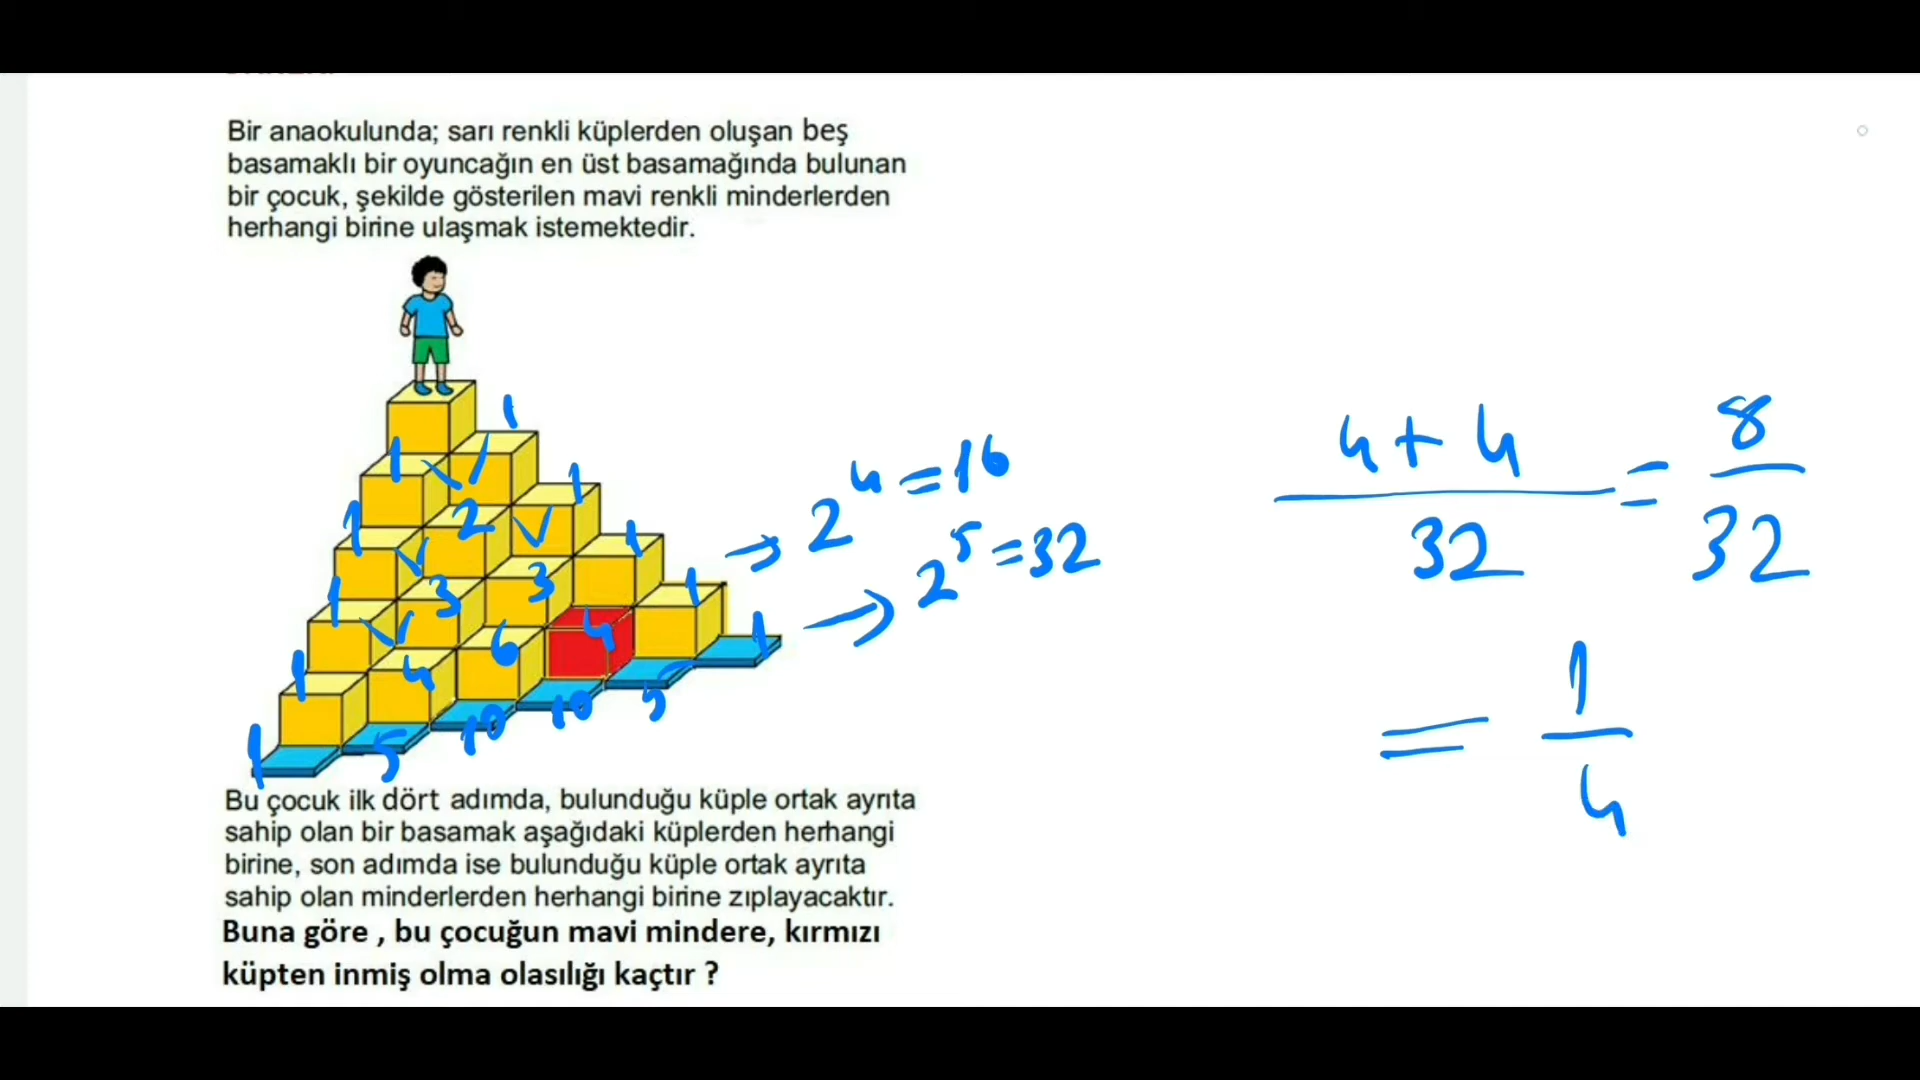 Bir anaokulunda; sarı renkli küplerden oluşan beş
basamaklı bir oyuncağın en üst basamağında bulunan
bir çocuk, şekilde gösterilen mavi renkli minderlerden
herhangi birine ulaşmak istemektedir.
1
1 1
1 2 1
1 3 3 1
1 4 6 4 1
1 5 10 10 5 1
→ 2^4 = 16
→ 2^5 = 32
4 + 4 / 32 = 8 / 32
= 1 / 4
Bu çocuk ilk dört adımda, bulunduğu küple ortak ayrıta
sahip olan bir basamak aşağıdaki küplerden herhangi
birine, son adımda ise bulunduğu küple ortak ayrıta
sahip olan minderlerden herhangi birine zıplayacaktır.
Buna göre , bu çocuğun mavi mindere, kırmızı
küpten inmiş olma olasılığı kaçtır ?